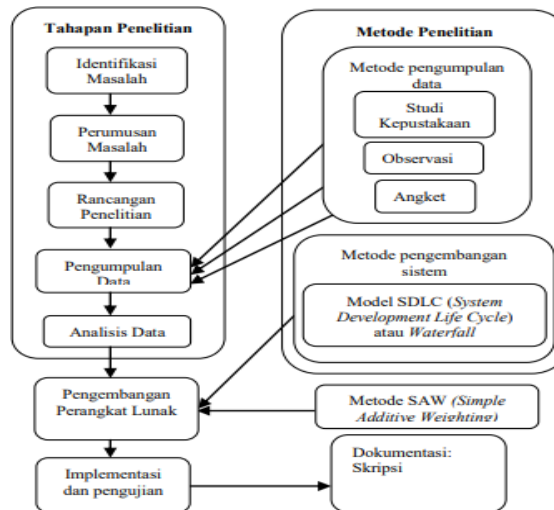 Tahapan Penelitian
Identifikasi
Masalah
Perumusan
Masalah
Rancangan
Penelitian
Pengumpulan
Data
Analisis Data
Pengembangan
Perangkat Lunak
Implementasi
dan pengujian
Metode Penelitian
Metode pengumpulan
data
Studi
Kepustakaan
Observasi
Angket
Metode pengembangan
sistem
Model SDLC (System
Development Life Cycle)
atau Waterfall
Metode SAW (Simple
Additive Weighting)
Dokumentasi:
Skripsi